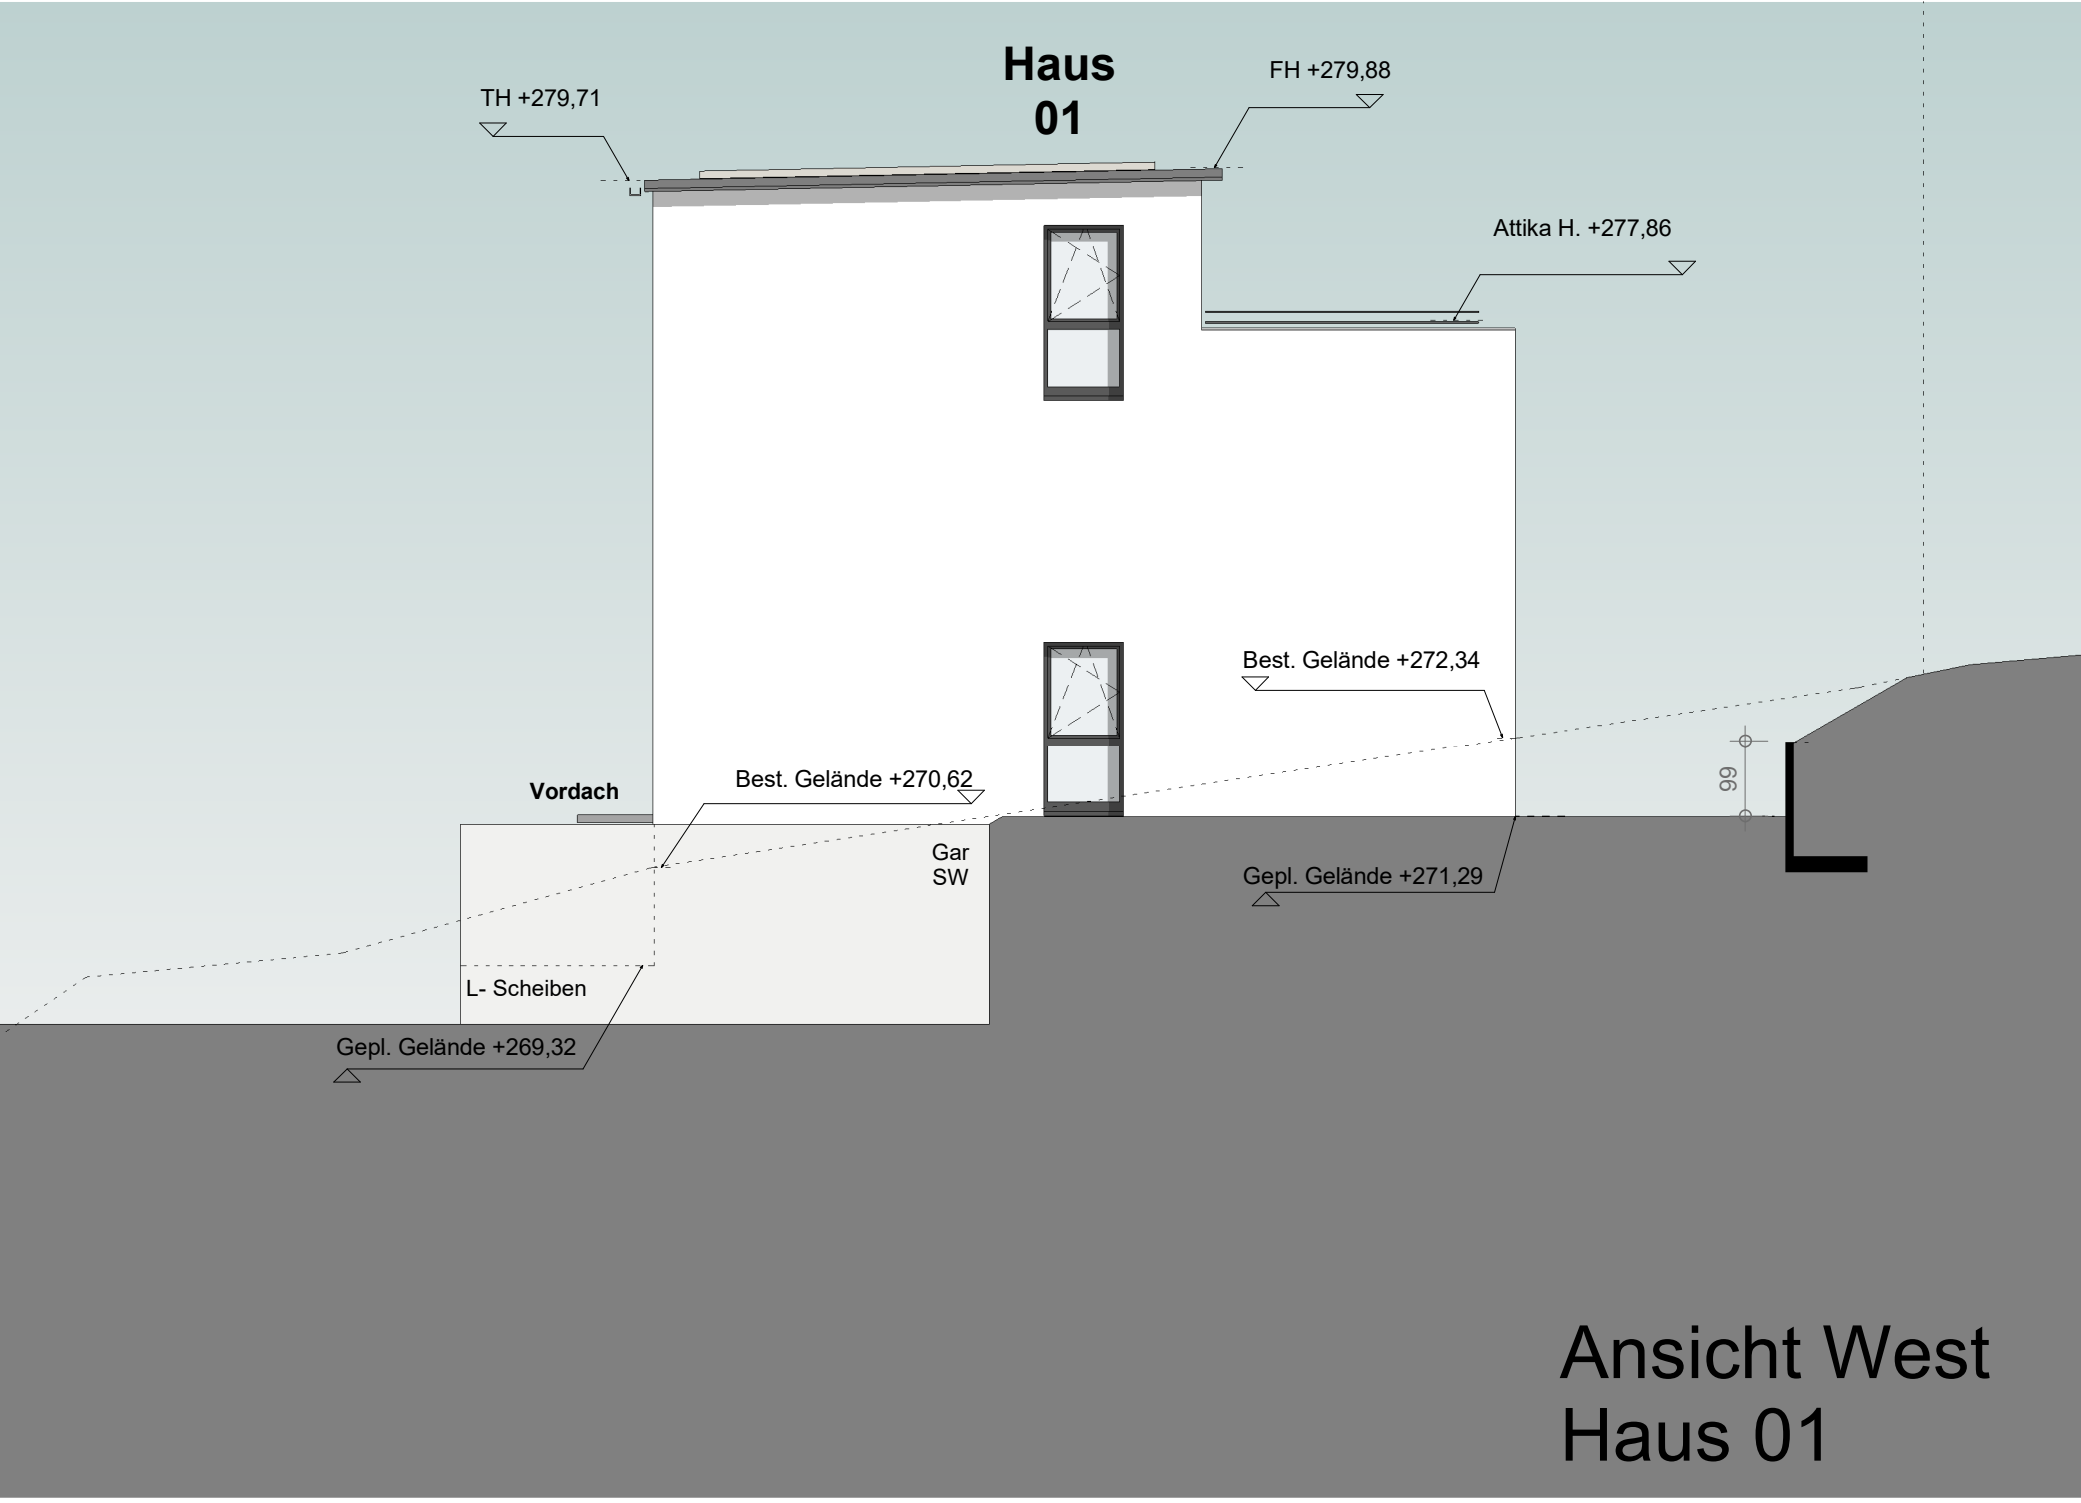 Haus
01
FH +279,88
TH +279,71
Attika H. +277,86
Best. Gelände +272,34
Best. Gelände +270,62
Vordach
99
Gar
SW
Gepl. Gelände +271,29
L- Scheiben
Gepl. Gelände +269,32
Ansicht West
Haus 01